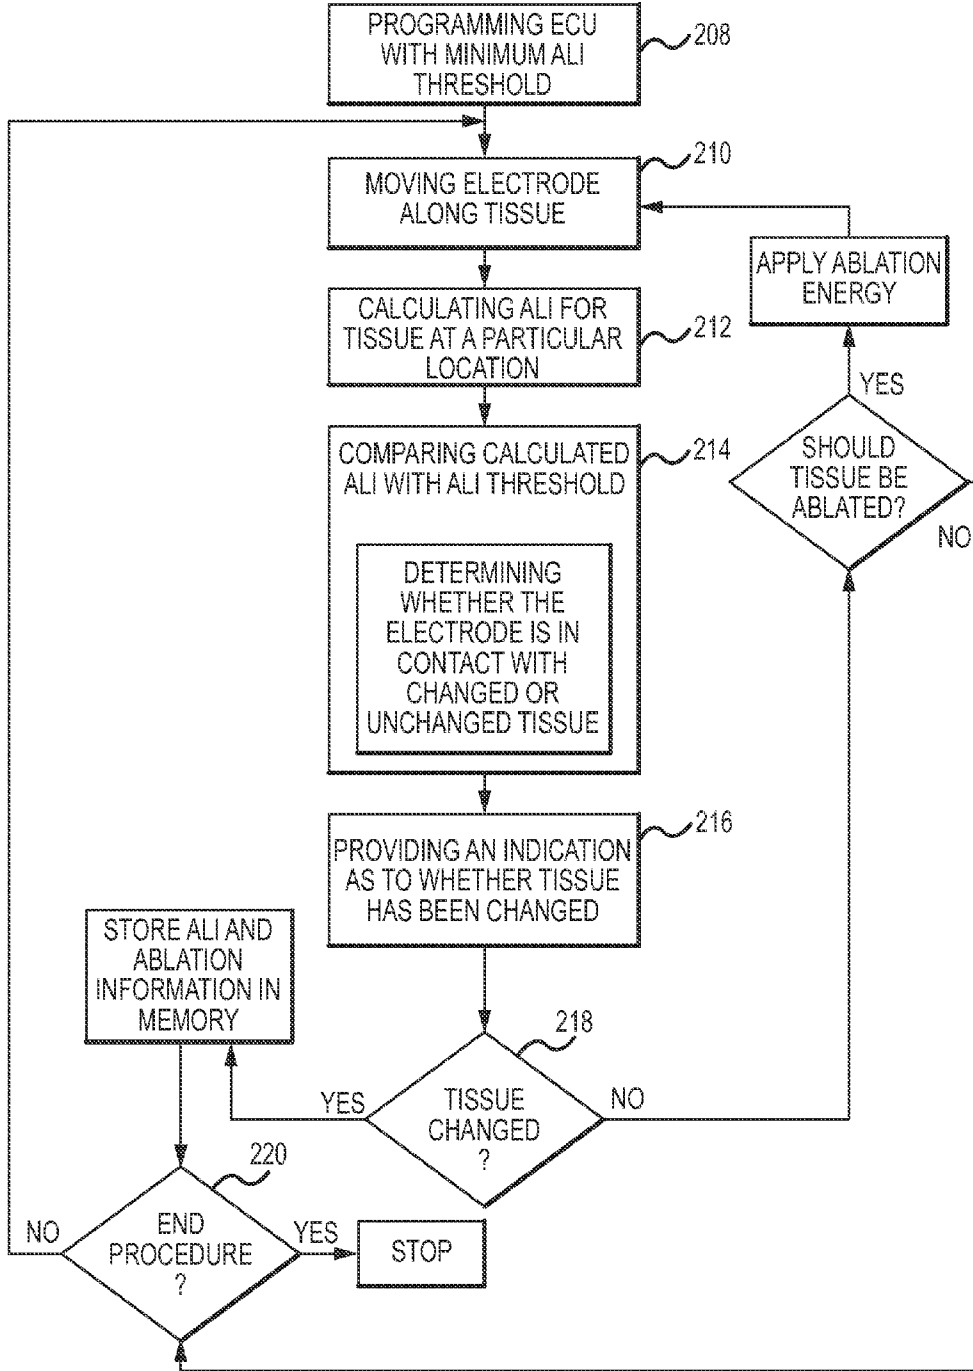 PROGRAMMING ECU
WITH MINIMUM ALI
THRESHOLD
208
MOVING ELECTRODE
ALONG TISSUE
210
APPLY ABLATION
ENERGY
CALCULATING ALI FOR
TISSUE AT A PARTICULAR
LOCATION
212
YES
SHOULD
TISSUE BE
ABLATED?
NO
COMPARING CALCULATED
ALI WITH ALI THRESHOLD
214
DETERMINING
WHETHER THE
ELECTRODE IS IN
CONTACT WITH
CHANGED OR
UNCHANGED TISSUE
PROVIDING AN INDICATION
AS TO WHETHER TISSUE
HAS BEEN CHANGED
216
STORE ALI AND
ABLATION
INFORMATION IN
MEMORY
218
YES
TISSUE
CHANGED
?
NO
220
NO
END
PROCEDURE
?
YES
STOP